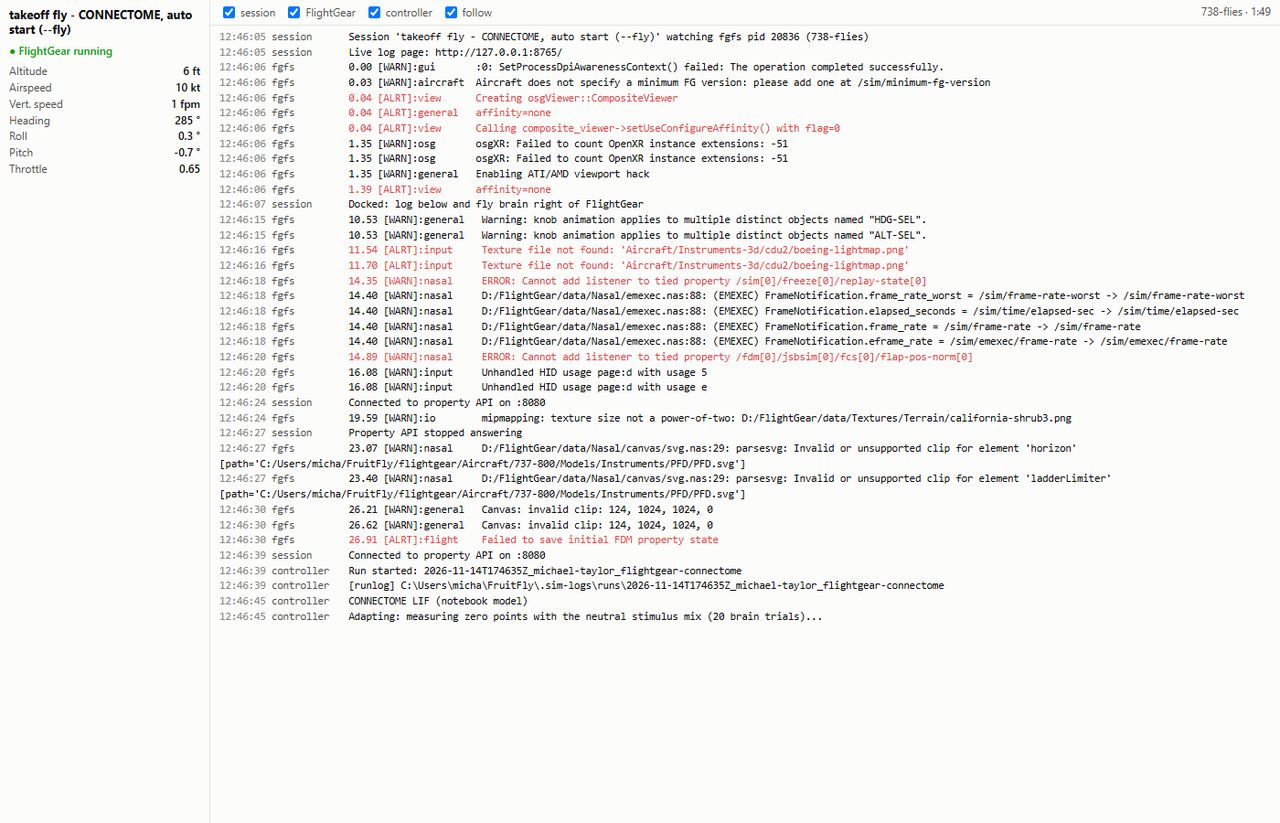 takeoff fly - CONNECTOME, auto start (--fly)
● FlightGear running
Altitude 6 ft
Airspeed 10 kt
Vert. speed 1 fpm
Heading 285 °
Roll 0.3 °
Pitch -0.7 °
Throttle 0.65
session FlightGear controller follow 738-flies · 1:49
12:46:05 session Session 'takeoff fly - CONNECTOME, auto start (--fly)' watching fgfs pid 20836 (738-flies)
12:46:05 session Live log page: http://127.0.0.1:8765/
12:46:06 fgfs 0.00 [WARN]:gui :0: SetProcessDpiAwarenessContext() failed: The operation completed successfully.
12:46:06 fgfs 0.03 [WARN]:aircraft Aircraft does not specify a minimum FG version: please add one at /sim/minimum-fg-version
12:46:06 fgfs 0.04 [ALRT]:view Creating osgViewer::CompositeViewer
12:46:06 fgfs 0.04 [ALRT]:general affinity=none
12:46:06 fgfs 0.04 [ALRT]:view Calling composite_viewer->setUseConfigureAffinity() with flag=0
12:46:06 fgfs 1.35 [WARN]:osg osgXR: Failed to count OpenXR instance extensions: -51
12:46:06 fgfs 1.35 [WARN]:osg osgXR: Failed to count OpenXR instance extensions: -51
12:46:06 fgfs 1.35 [WARN]:general Enabling ATI/AMD viewport hack
12:46:06 fgfs 1.39 [ALRT]:view affinity=none
12:46:07 session Docked: log below and fly brain right of FlightGear
12:46:15 fgfs 10.53 [WARN]:general Warning: knob animation applies to multiple distinct objects named "HDG-SEL".
12:46:15 fgfs 10.53 [WARN]:general Warning: knob animation applies to multiple distinct objects named "ALT-SEL".
12:46:16 fgfs 11.54 [ALRT]:input Texture file not found: 'Aircraft/Instruments-3d/cdu2/boeing-lightmap.png'
12:46:16 fgfs 11.70 [ALRT]:input Texture file not found: 'Aircraft/Instruments-3d/cdu2/boeing-lightmap.png'
12:46:18 fgfs 14.35 [WARN]:nasal ERROR: Cannot add listener to tied property /sim[0]/freeze[0]/replay-state[0]
12:46:18 fgfs 14.40 [WARN]:nasal D:/FlightGear/data/Nasal/emexec.nas:88: (EMEXEC) FrameNotification.frame_rate_worst = /sim/frame-rate-worst -> /sim/frame-rate-worst
12:46:18 fgfs 14.40 [WARN]:nasal D:/FlightGear/data/Nasal/emexec.nas:88: (EMEXEC) FrameNotification.elapsed_seconds = /sim/time/elapsed-sec -> /sim/time/elapsed-sec
12:46:18 fgfs 14.40 [WARN]:nasal D:/FlightGear/data/Nasal/emexec.nas:88: (EMEXEC) FrameNotification.frame_rate = /sim/frame-rate -> /sim/frame-rate
12:46:18 fgfs 14.40 [WARN]:nasal D:/FlightGear/data/Nasal/emexec.nas:88: (EMEXEC) FrameNotification.eframe_rate = /sim/emexec/frame-rate -> /sim/emexec/frame-rate
12:46:20 fgfs 14.89 [WARN]:nasal ERROR: Cannot add listener to tied property /fdm[0]/jsbsim[0]/fcs[0]/flap-pos-norm[0]
12:46:20 fgfs 16.08 [WARN]:input Unhandled HID usage page:d with usage 5
12:46:20 fgfs 16.08 [WARN]:input Unhandled HID usage page:d with usage e
12:46:24 session Connected to property API on :8080
12:46:24 fgfs 19.59 [WARN]:io mipmapping: texture size not a power-of-two: D:/FlightGear/data/Textures/Terrain/california-shrub3.png
12:46:27 session Property API stopped answering
12:46:27 fgfs 23.07 [WARN]:nasal D:/FlightGear/data/Nasal/canvas/svg.nas:29: parsesvg: Invalid or unsupported clip for element 'horizon'
[path='C:/Users/micha/FruitFly/flightgear/Aircraft/737-800/Models/Instruments/PFD/PFD.svg']
12:46:27 fgfs 23.40 [WARN]:nasal D:/FlightGear/data/Nasal/canvas/svg.nas:29: parsesvg: Invalid or unsupported clip for element 'ladderLimiter'
[path='C:/Users/micha/FruitFly/flightgear/Aircraft/737-800/Models/Instruments/PFD/PFD.svg']
12:46:30 fgfs 26.21 [WARN]:general Canvas: invalid clip: 124, 1024, 1024, 0
12:46:30 fgfs 26.62 [WARN]:general Canvas: invalid clip: 124, 1024, 1024, 0
12:46:30 fgfs 26.91 [ALRT]:flight Failed to save initial FDM property state
12:46:39 session Connected to property API on :8080
12:46:39 controller Run started: 2026-11-14T174635Z_michael-taylor_flightgear-connectome
12:46:39 controller [runlog] C:\Users\micha\FruitFly\.sim-logs\runs\2026-11-14T174635Z_michael-taylor_flightgear-connectome
12:46:45 controller CONNECTOME LIF (notebook model)
12:46:45 controller Adapting: measuring zero points with the neutral stimulus mix (20 brain trials)...